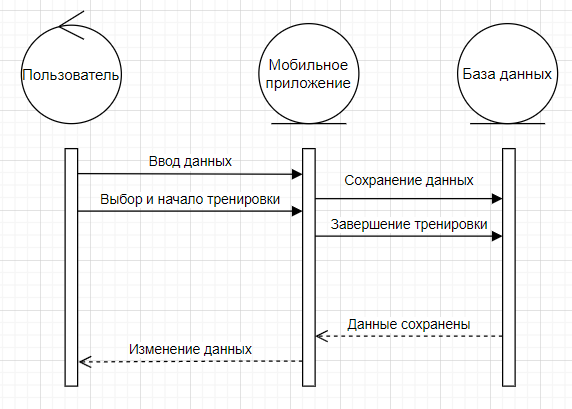 Пользователь
Мобильное
приложение
База данных
Ввод данных
Сохранение данных
Выбор и начало тренировки
Завершение тренировки
Данные сохранены
Изменение данных